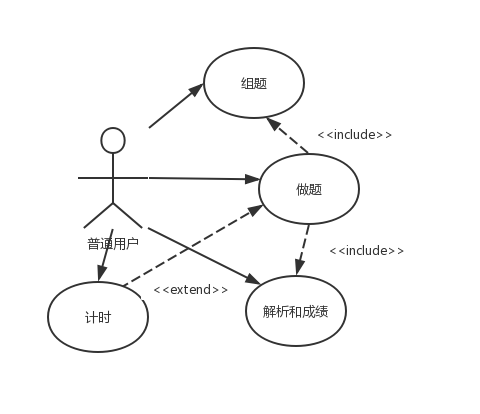 组题
<<include>>
做题
普通用户
<<include>>
<<extend>>
计时
解析和成绩